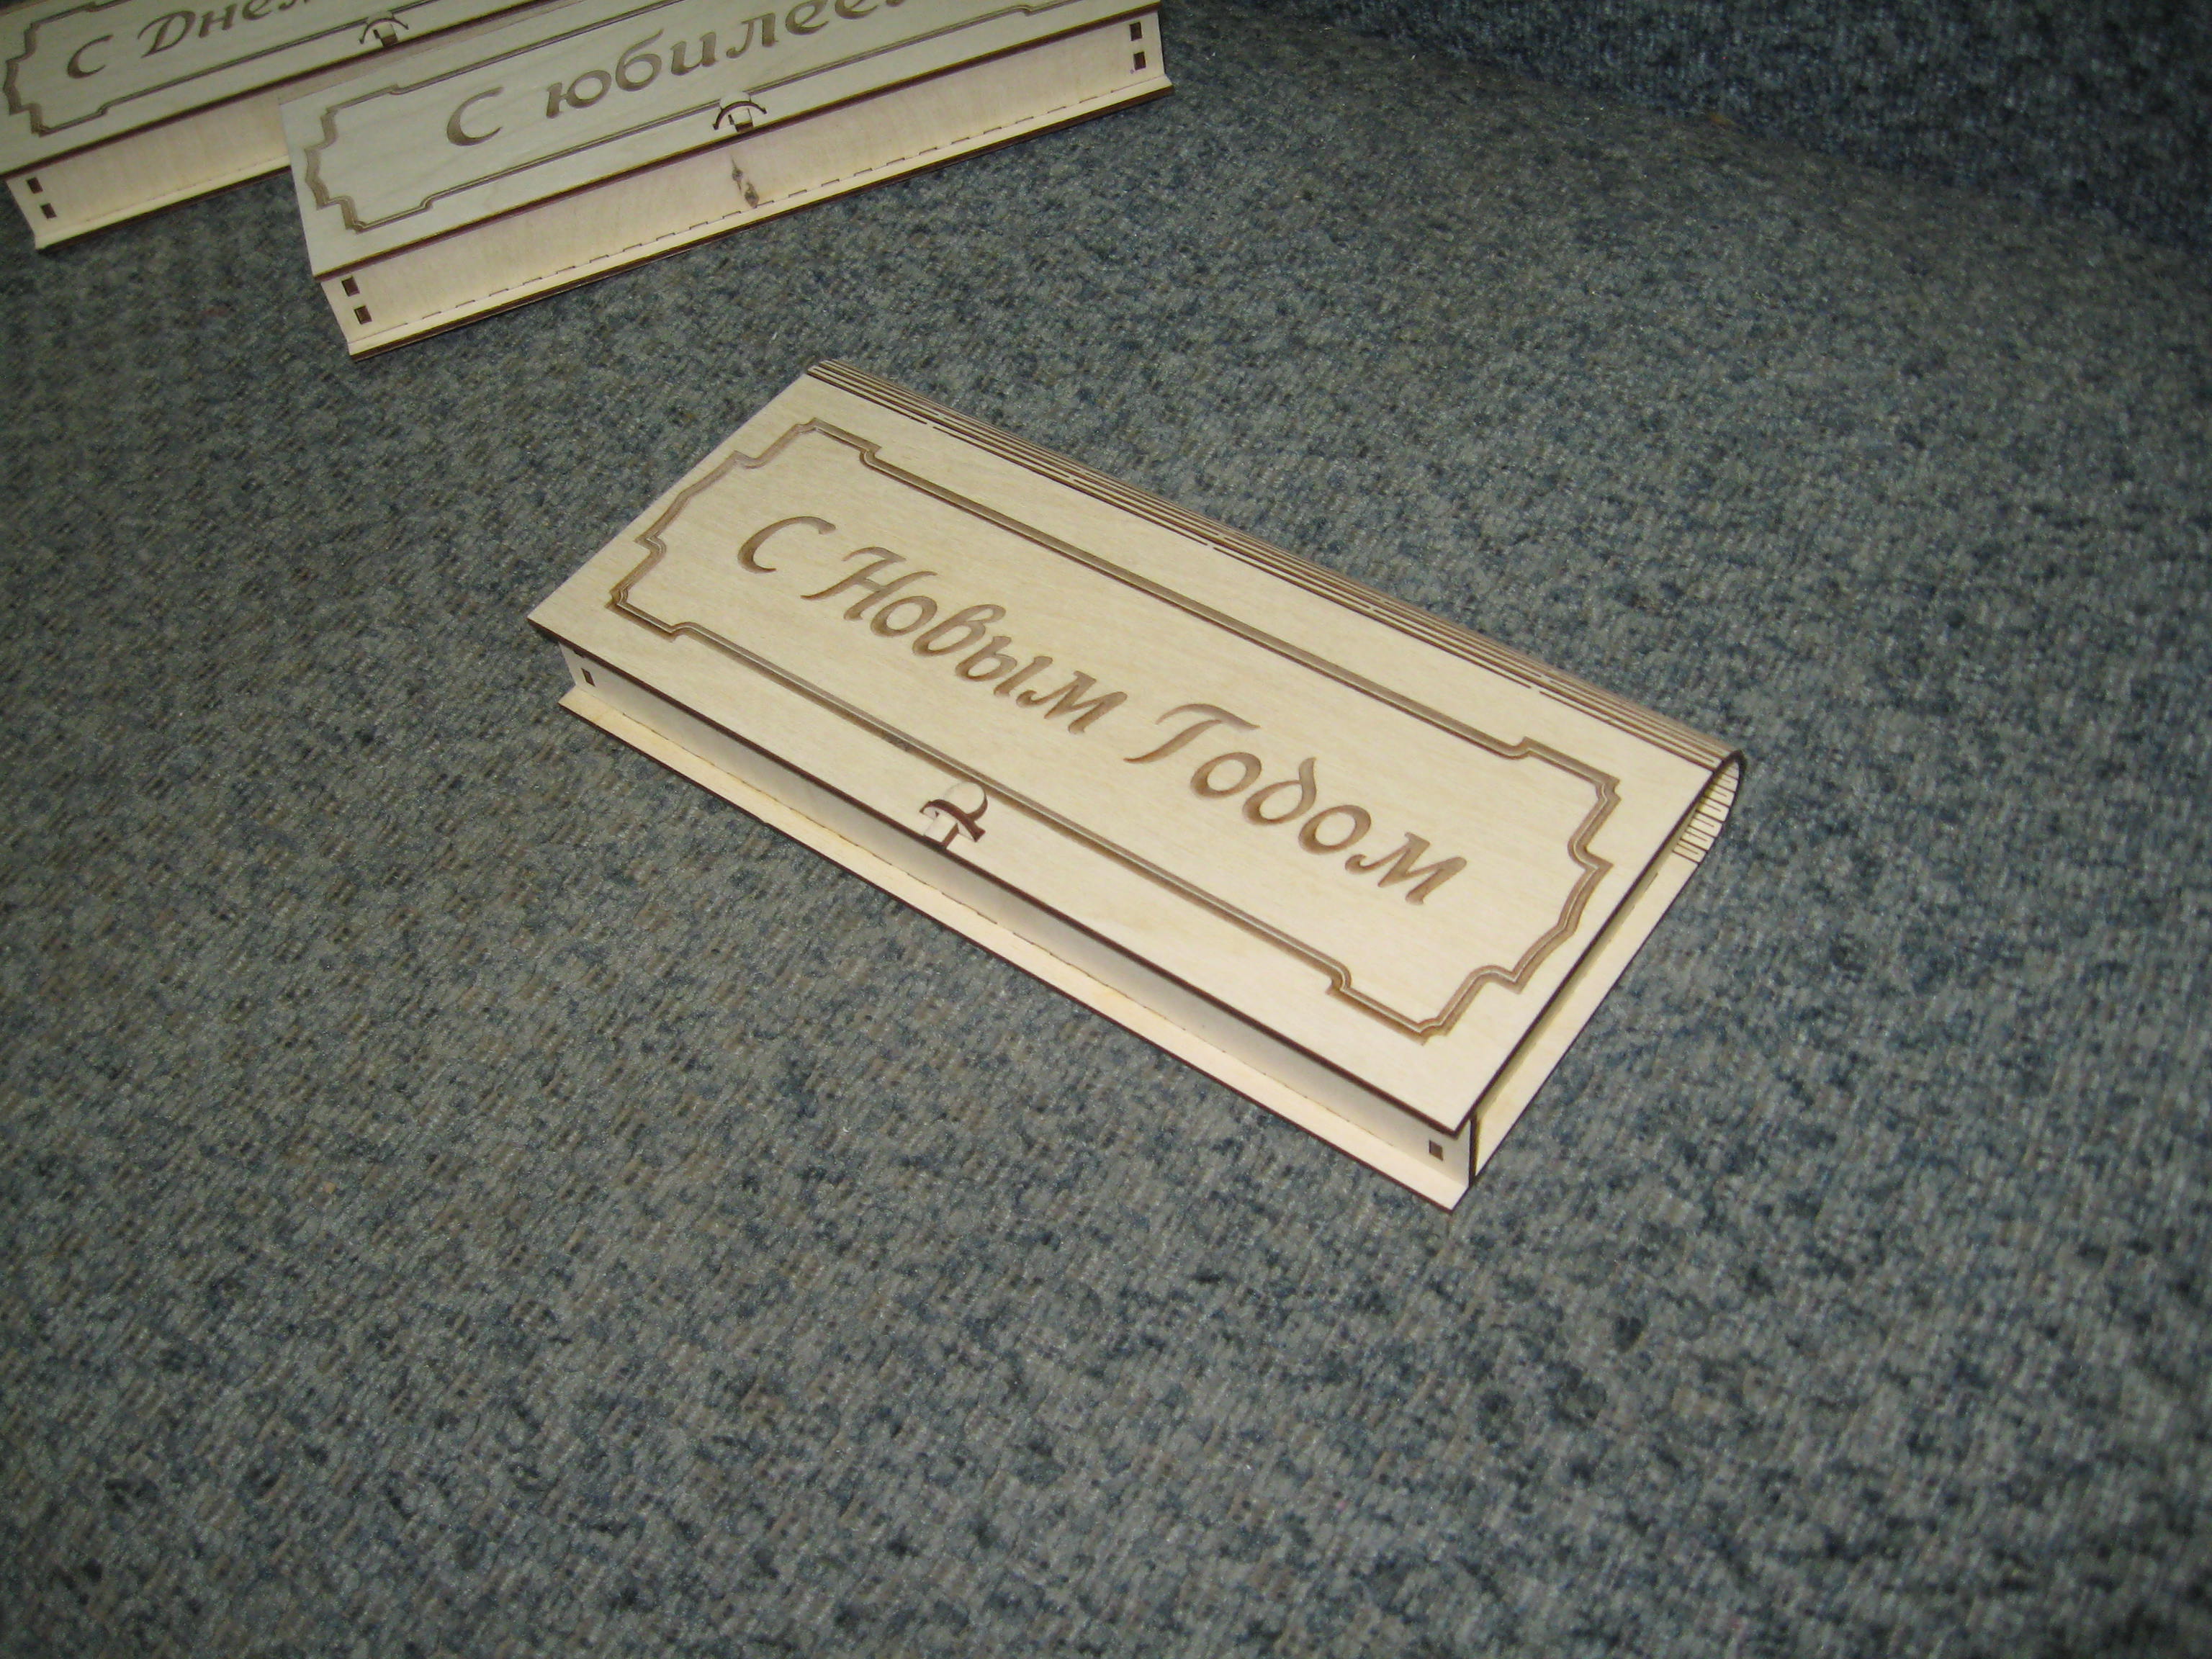 С Днем
С юбилеем
С Новым Годом